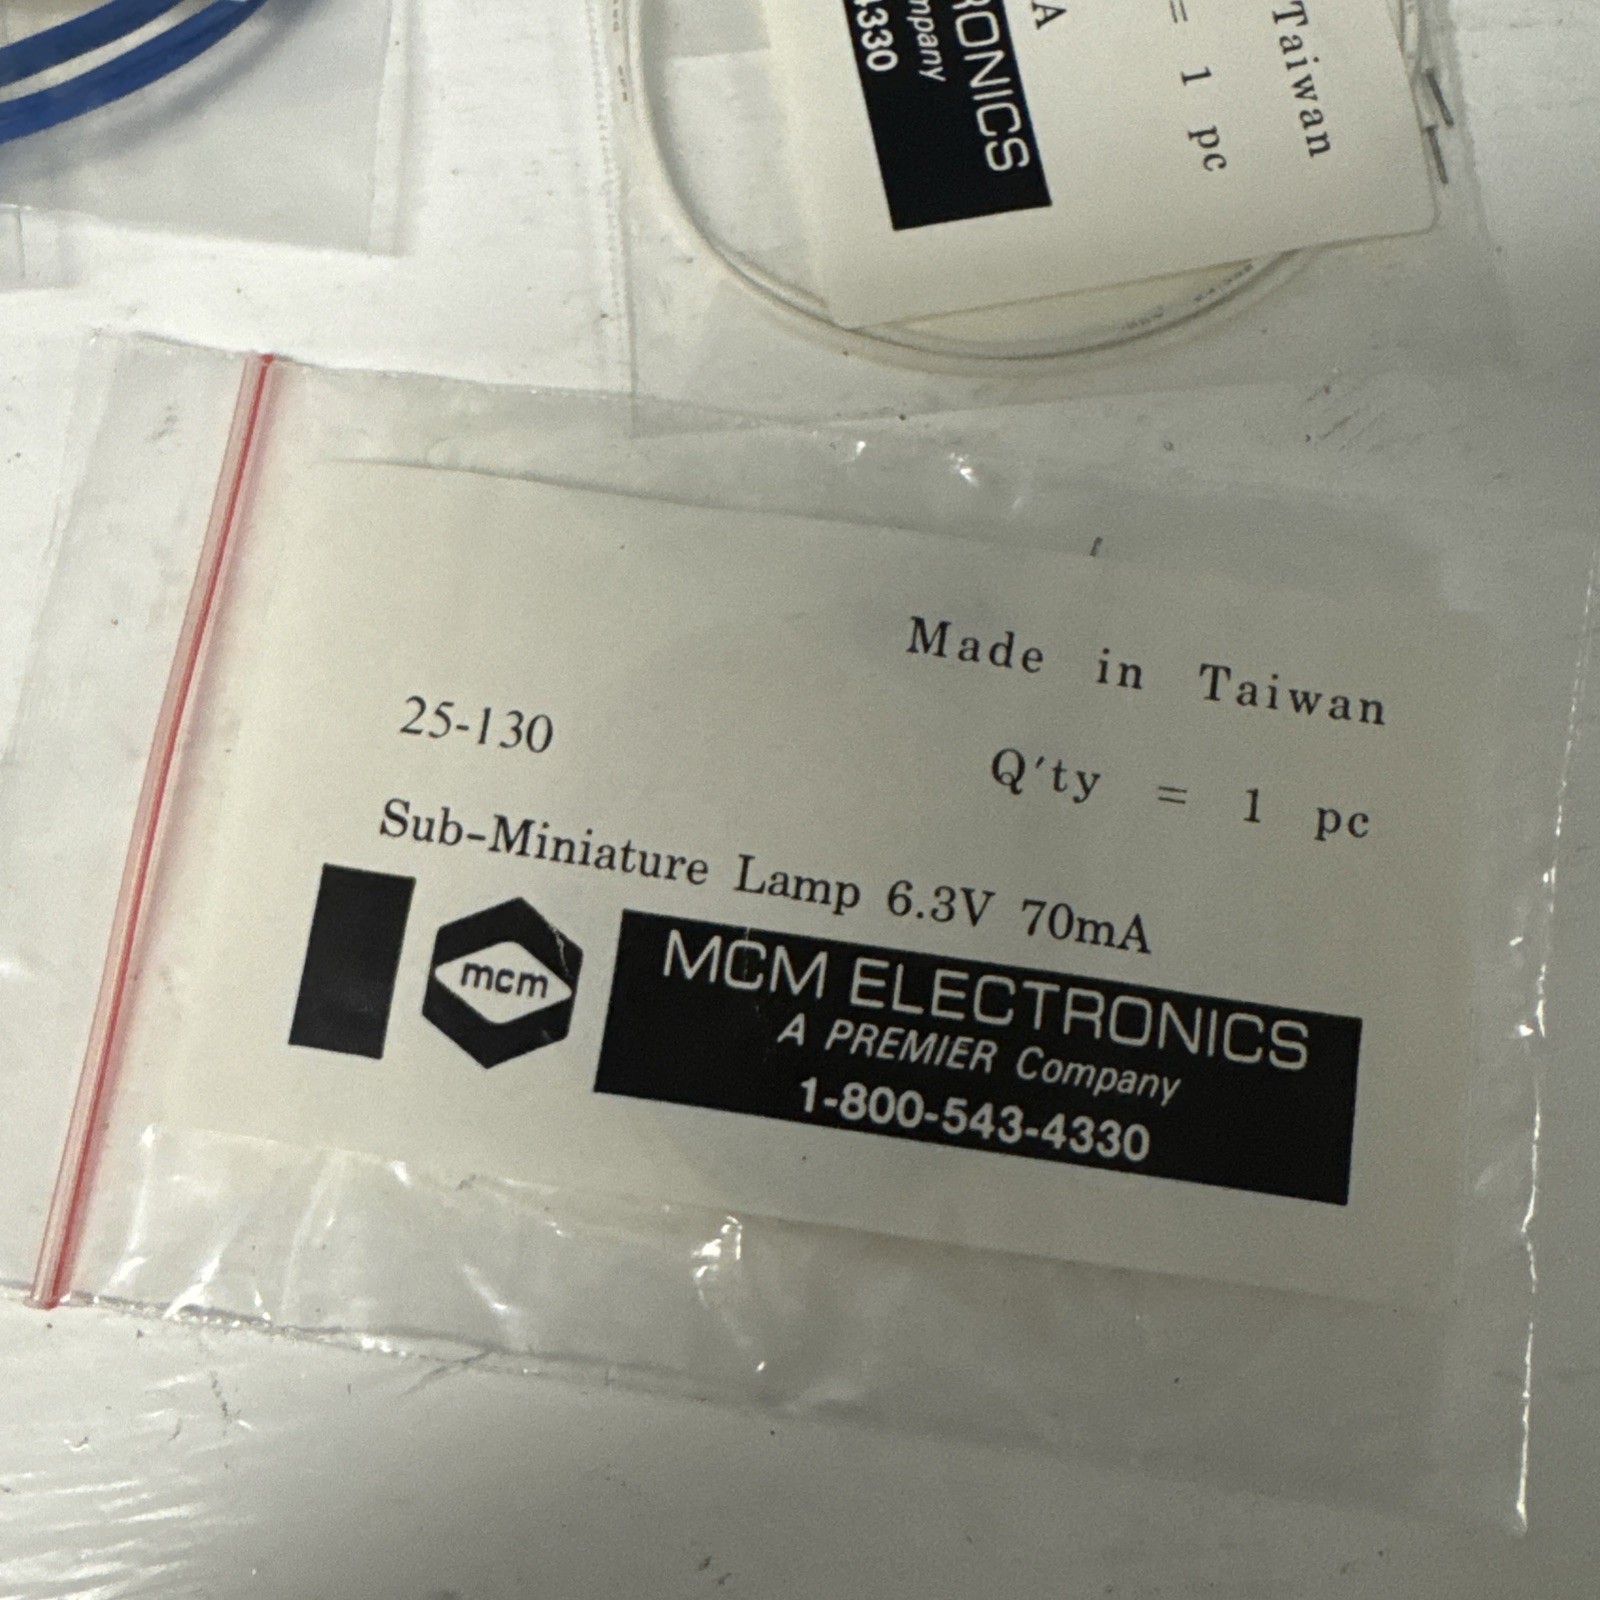 RONICS
mpany
4330
A
= 1 pc
Taiwan
Made in Taiwan
25-130
Q'ty = 1 pc
Sub-Miniature Lamp 6.3V 70mA
mcm
MCM ELECTRONICS
A PREMIER Company
1-800-543-4330